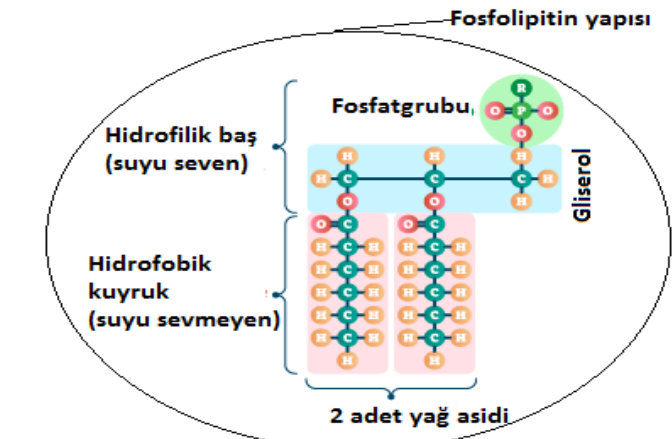 Fosfolipitin yapısı
Fosfatgrubu
Hidrofilik baş
(suyu seven)
Gliserol
Hidrofobik
kuyruk
(suyu sevmeyen)
2 adet yağ asidi
R
O P O
O
H H H
H C C C H
O O H
O C O C
H C H H C H
H C H H C H
H C H H C H
H C H H C H
H C H H C H
H H